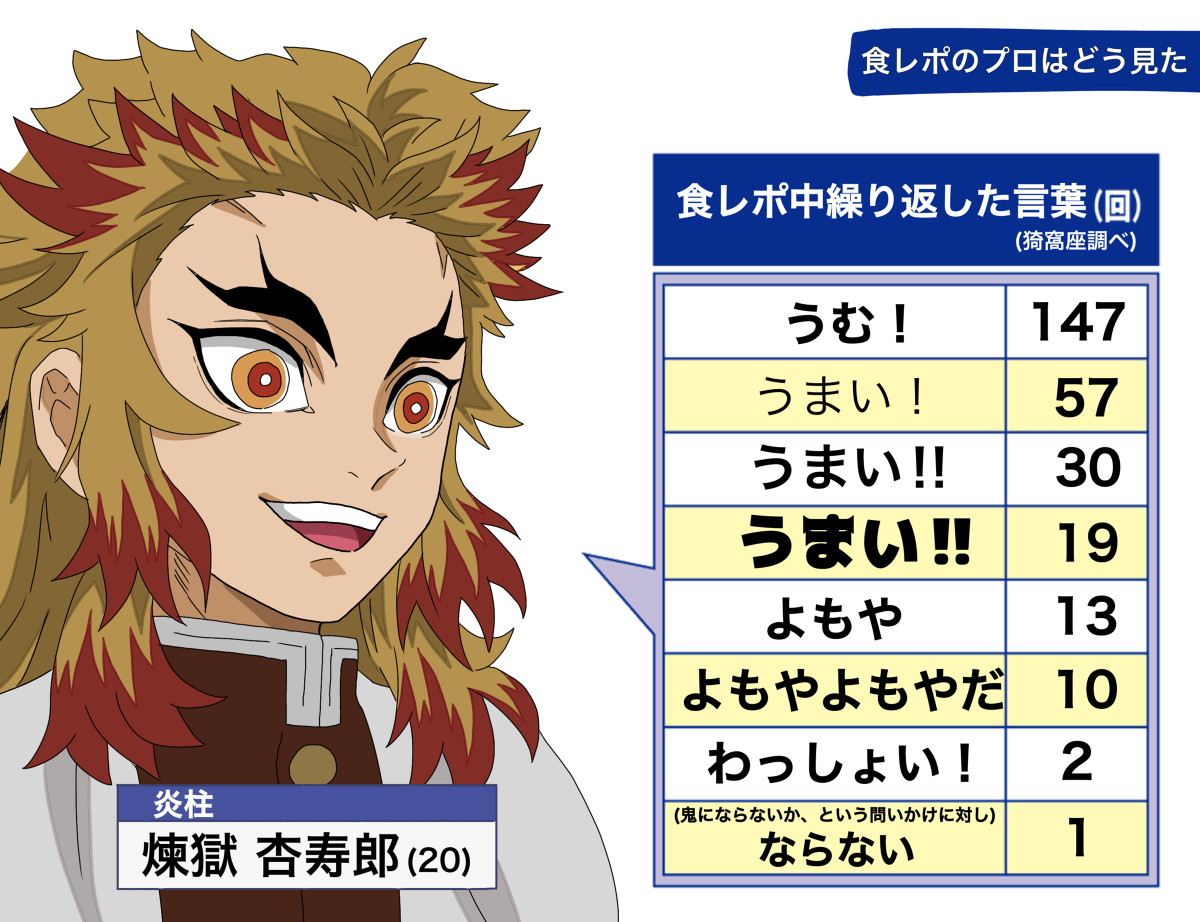 食レポのプロはどう見た
食レポ中繰り返した言葉(回)
(猗窩座調べ)
うむ！ 147
うまい！ 57
うまい!! 30
うまい!! 19
よもや 13
よもやよもやだ 10
わっしょい！ 2
(鬼にならないか、という問いかけに対し)
ならない 1
炎柱
煉獄 杏寿郎(20)